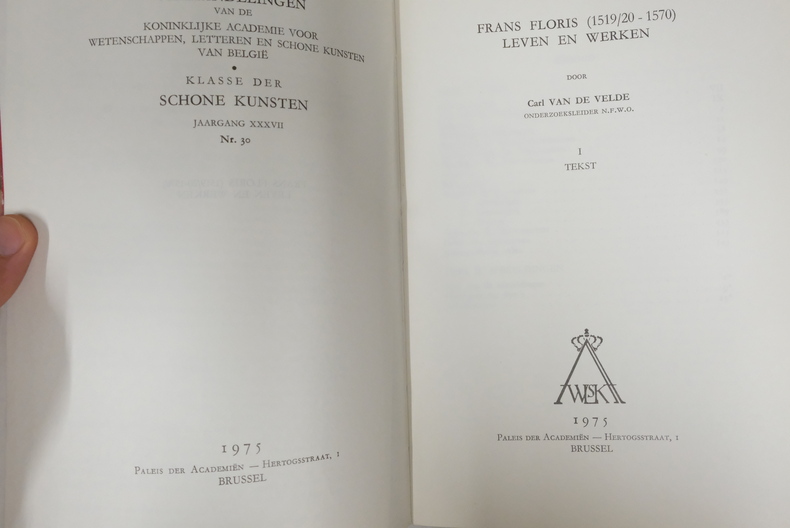 VAN DE
KONINKLIJKE ACADEMIE VOOR
WETENSCHAPPEN, LETTEREN EN SCHONE KUNSTEN
VAN BELGIË
•
KLASSE DER
SCHONE KUNSTEN
JAARGANG XXXVII
Nr. 30
1975
PALEIS DER ACADEMIËN — HERTOGSSTRAAT, 1
BRUSSEL
FRANS FLORIS (1519/20 - 1570)
LEVEN EN WERKEN
DOOR
Carl VAN DE VELDE
ONDERZOEKSLEIDER N.F.W.O.
I
TEKST
1975
PALEIS DER ACADEMIËN — HERTOGSSTRAAT, 1
BRUSSEL